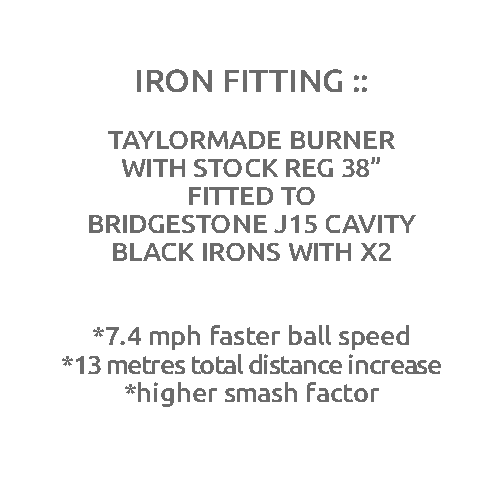 IRON FITTING ::
TAYLORMADE BURNER
WITH STOCK REG 38”
FITTED TO
BRIDGESTONE J15 CAVITY
BLACK IRONS WITH X2
*7.4 mph faster ball speed
*13 metres total distance increase
*higher smash factor